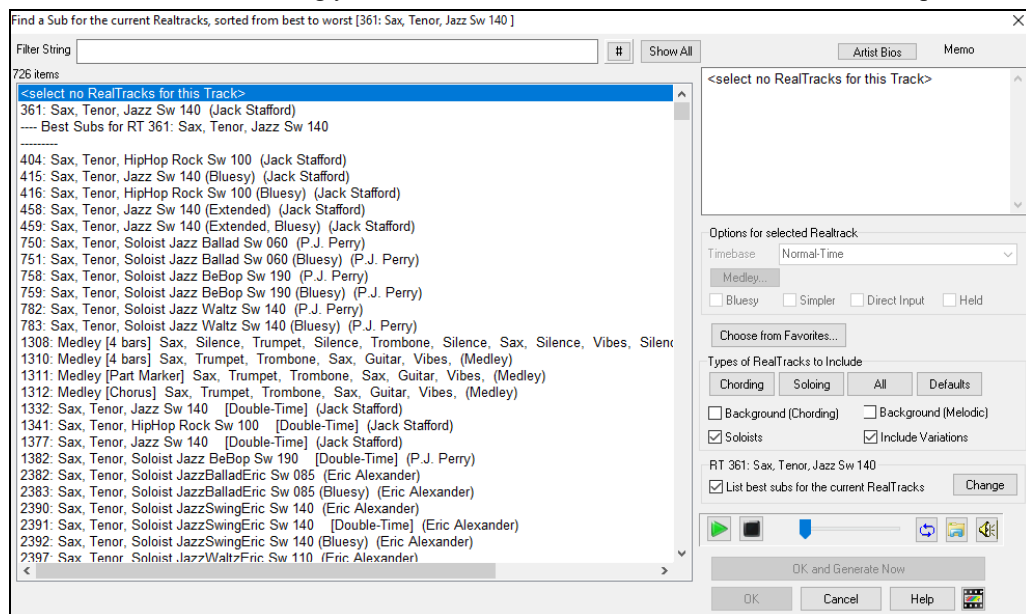 Find a Sub for the current Realtracks, sorted from best to worst [361: Sax, Tenor, Jazz Sw 140 ]
Filter String
#
Show All
Artist Bios
Memo
726 items
<select no RealTracks for this Track>
361: Sax, Tenor, Jazz Sw 140 (Jack Stafford)
---- Best Subs for RT 361: Sax, Tenor, Jazz Sw 140
---------
404: Sax, Tenor, HipHop Rock Sw 100 (Jack Stafford)
415: Sax, Tenor, Jazz Sw 140 (Bluesy) (Jack Stafford)
416: Sax, Tenor, HipHop Rock Sw 100 (Bluesy) (Jack Stafford)
458: Sax, Tenor, Jazz Sw 140 (Extended) (Jack Stafford)
459: Sax, Tenor, Jazz Sw 140 (Extended, Bluesy) (Jack Stafford)
750: Sax, Tenor, Soloist Jazz Ballad Sw 060 (P.J. Perry)
751: Sax, Tenor, Soloist Jazz Ballad Sw 060 (Bluesy) (P.J. Perry)
758: Sax, Tenor, Soloist Jazz BeBop Sw 190 (P.J. Perry)
759: Sax, Tenor, Soloist Jazz BeBop Sw 190 (Bluesy) (P.J. Perry)
782: Sax, Tenor, Soloist Jazz Waltz Sw 140 (P.J. Perry)
783: Sax, Tenor, Soloist Jazz Waltz Sw 140 (Bluesy) (P.J. Perry)
1308: Medley [4 bars] Sax, Silence, Trumpet, Silence, Trombone, Silence, Sax, Silence, Vibes, Silenc
1310: Medley [4 bars] Sax, Trumpet, Trombone, Sax, Guitar, Vibes, (Medley)
1311: Medley [Part Marker] Sax, Trumpet, Trombone, Sax, Guitar, Vibes, (Medley)
1312: Medley [Chorus] Sax, Trumpet, Trombone, Sax, Guitar, Vibes, (Medley)
1332: Sax, Tenor, Jazz Sw 140 [Double-Time] (Jack Stafford)
1341: Sax, Tenor, HipHop Rock Sw 100 [Double-Time] (Jack Stafford)
1377: Sax, Tenor, Jazz Sw 140 [Double-Time] (Jack Stafford)
1382: Sax, Tenor, Soloist Jazz BeBop Sw 190 [Double-Time] (P.J. Perry)
2382: Sax, Tenor, Soloist JazzBalladEric Sw 085 (Eric Alexander)
2383: Sax, Tenor, Soloist JazzBalladEric Sw 085 (Bluesy) (Eric Alexander)
2390: Sax, Tenor, Soloist JazzSwingEric Sw 140 (Eric Alexander)
2391: Sax, Tenor, Soloist JazzSwingEric Sw 140 [Double-Time] (Eric Alexander)
2392: Sax, Tenor, Soloist JazzSwingEric Sw 140 (Bluesy) (Eric Alexander)
2397: Sax, Tenor, Soloist JazzWaltzEric Sw 110 (Eric Alexander)
<select no RealTracks for this Track>
Options for selected Realtrack
Timebase Normal-Time
Medley...
Bluesy Simpler Direct Input Held
Choose from Favorites...
Types of RealTracks to Include
Chording Soloing All Defaults
Background (Chording) Background (Melodic)
Soloists Include Variations
RT 361: Sax, Tenor, Jazz Sw 140
List best subs for the current RealTracks Change
OK and Generate Now
OK Cancel Help